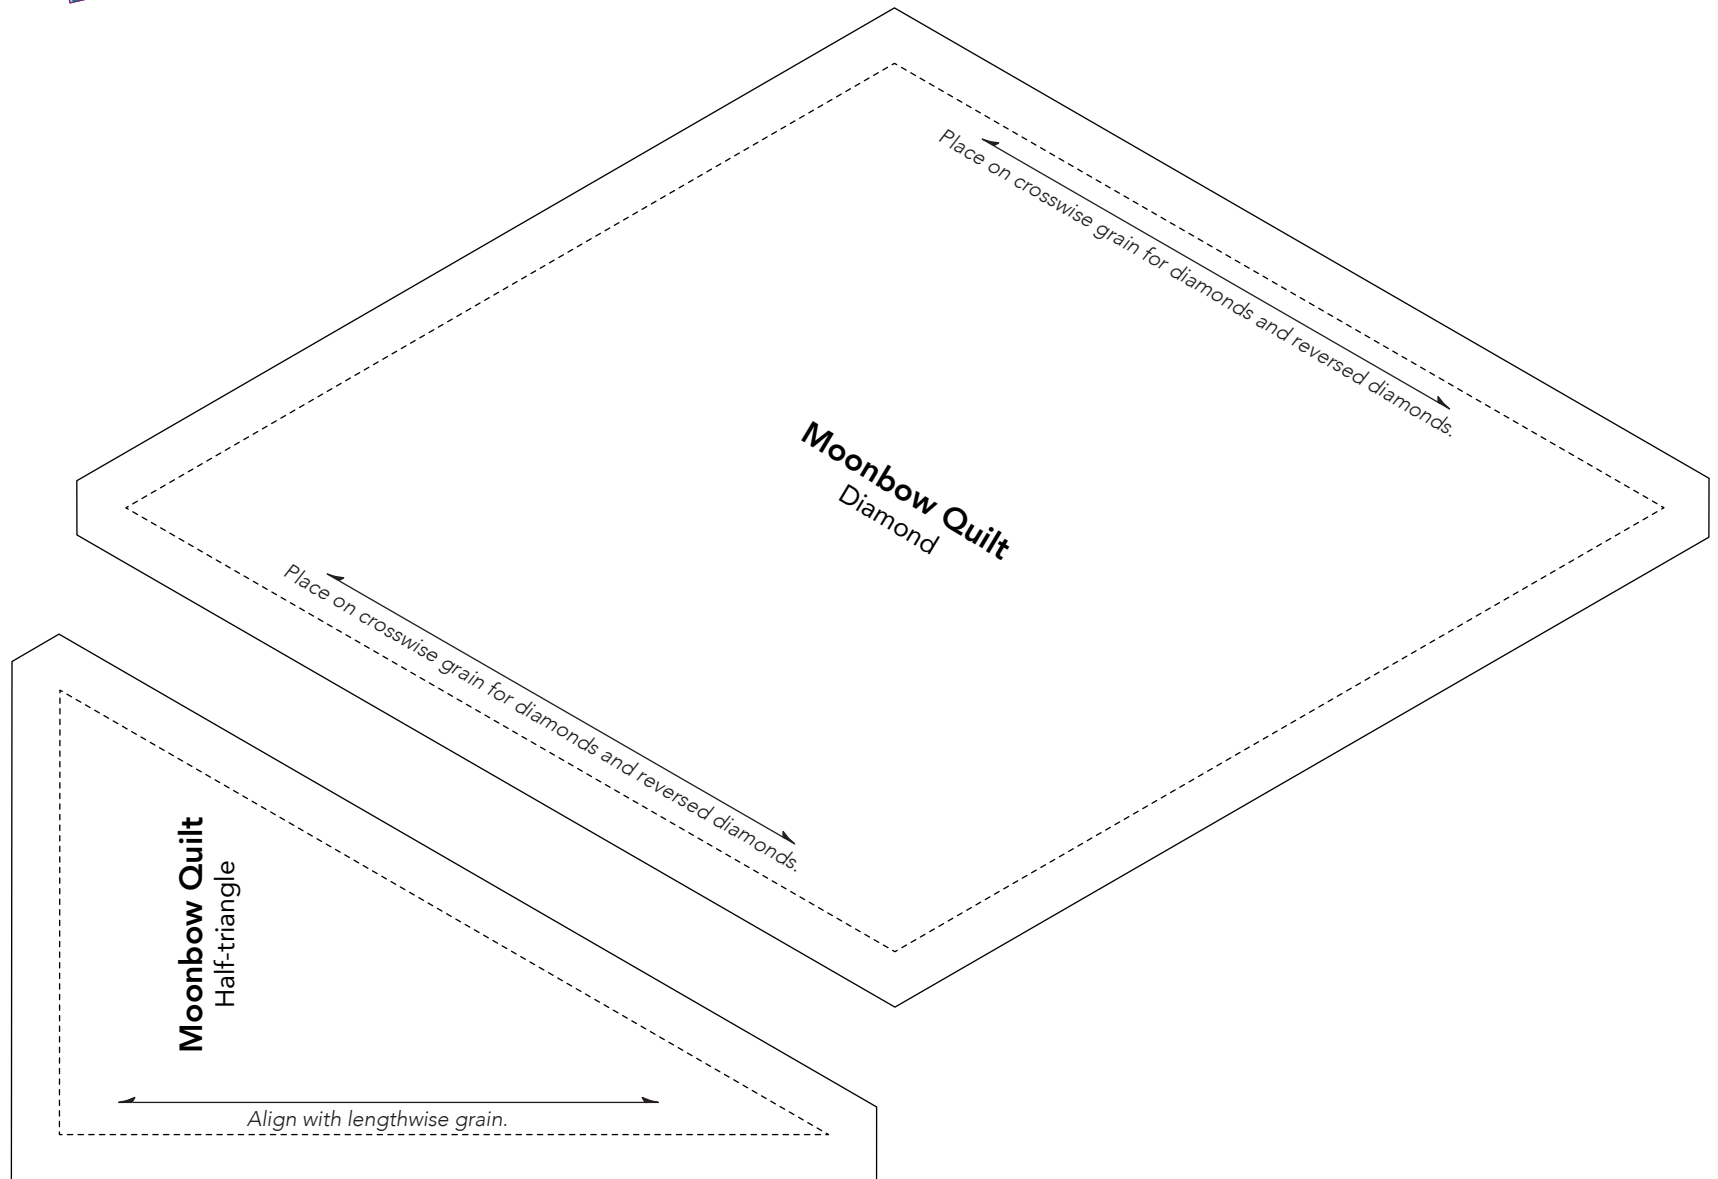 Place on crosswise grain for diamonds and reversed diamonds.
Moonbow Quilt
Diamond
Place on crosswise grain for diamonds and reversed diamonds.
Moonbow Quilt
Half-triangle
Align with lengthwise grain.